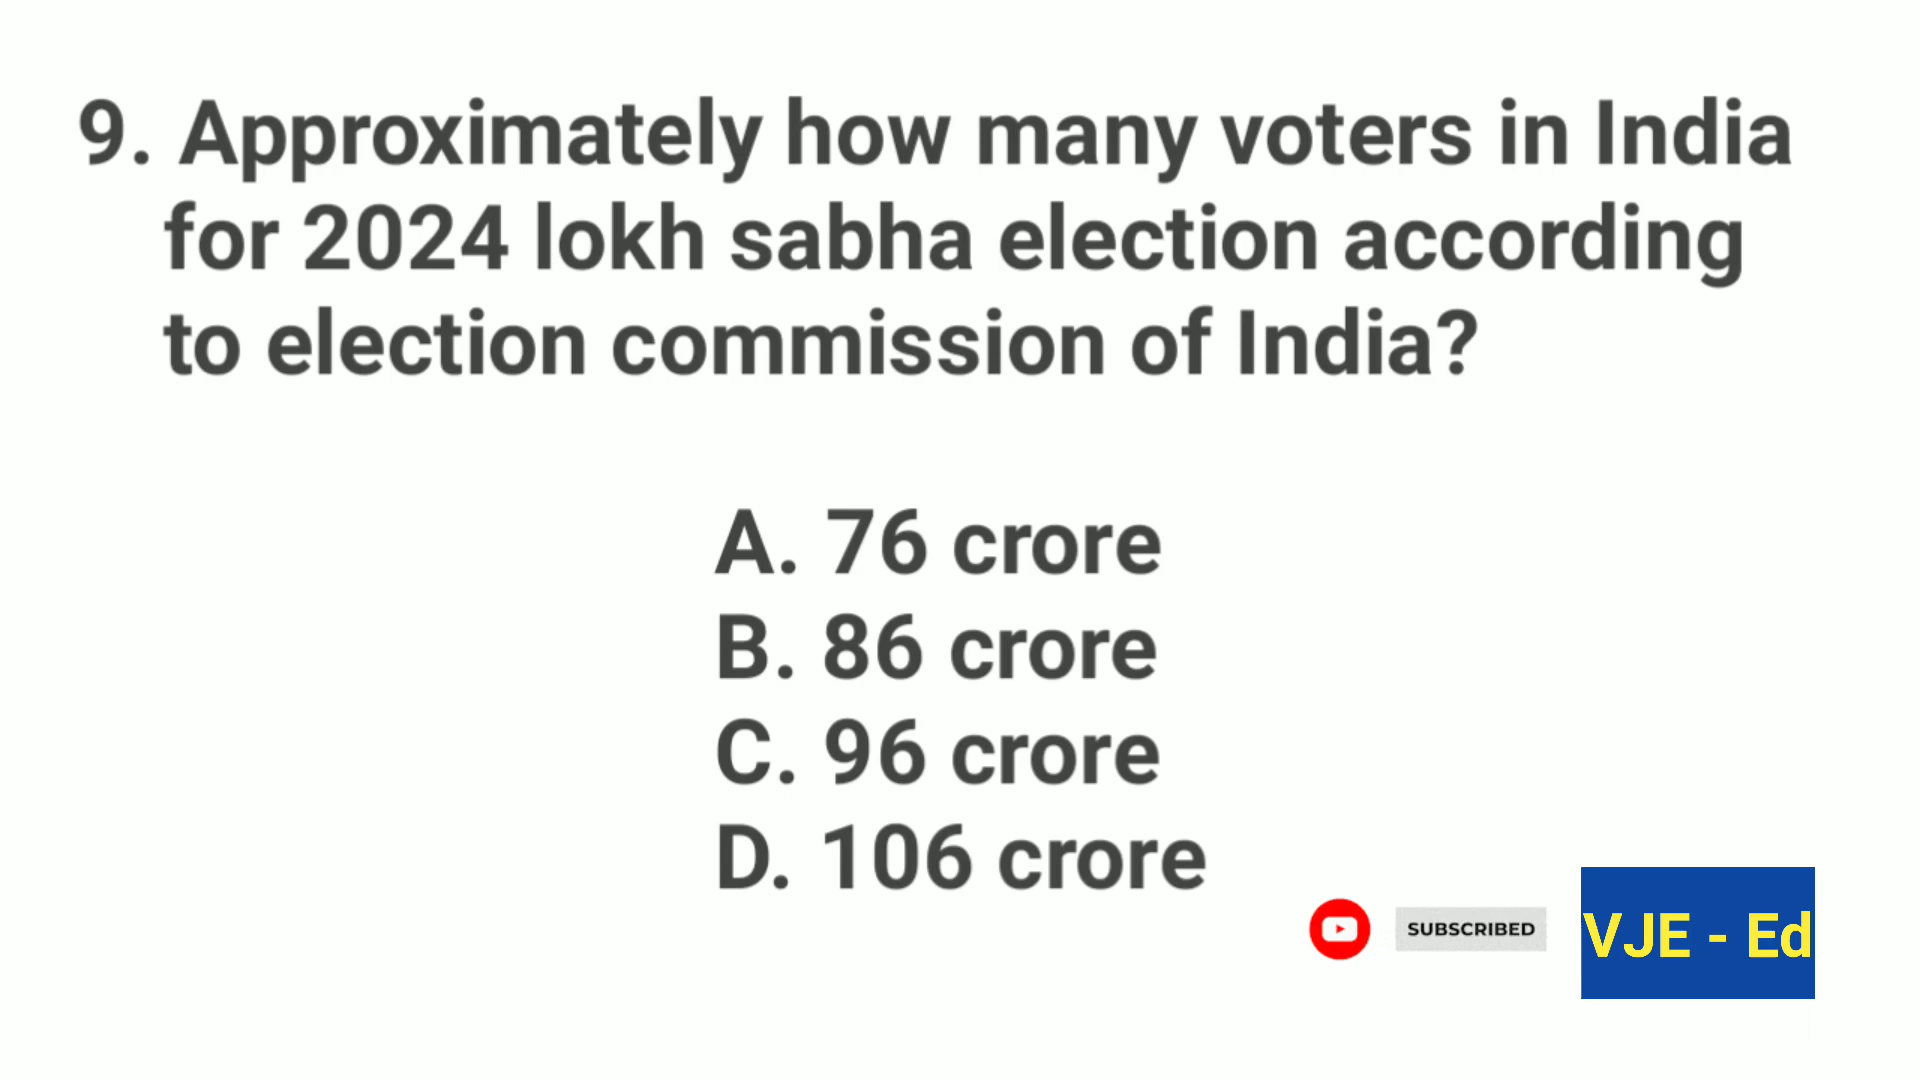 9. Approximately how many voters in India
for 2024 lokh sabha election according
to election commission of India?
A. 76 crore
B. 86 crore
C. 96 crore
D. 106 crore
SUBSCRIBED
VJE - Ed